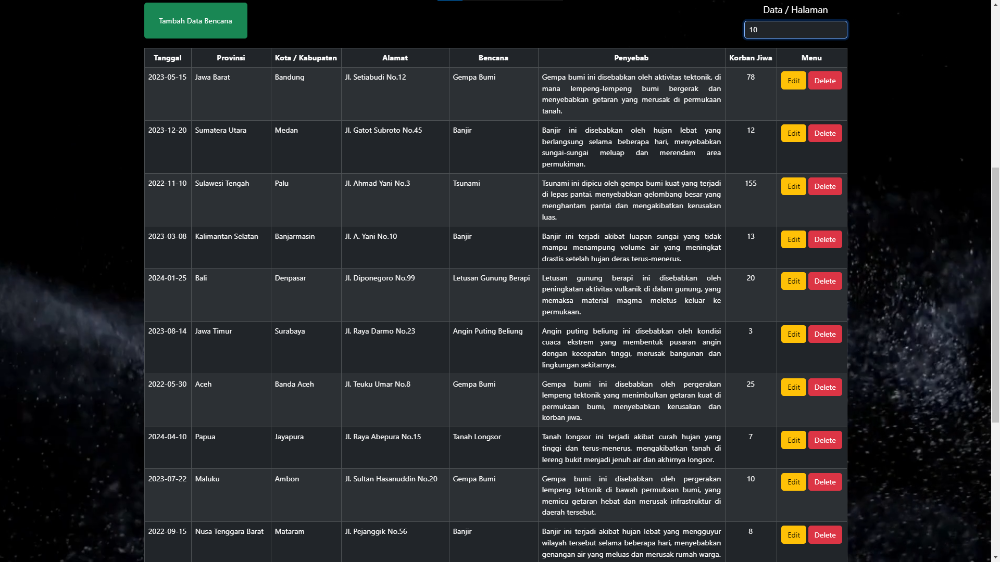 Tambah Data Bencana
Data / Halaman
10
Tanggal Provinsi Kota / Kabupaten Alamat Bencana Penyebab Korban Jiwa Menu
2023-05-15 Jawa Barat Bandung Jl. Setiabudi No.12 Gempa Bumi Gempa bumi ini disebabkan oleh aktivitas tektonik, di 78 Edit Delete
mana lempeng-lempeng bumi bergerak dan
menyebabkan getaran yang merusak di permukaan
tanah.
2023-12-20 Sumatera Utara Medan Jl. Gatot Subroto No.45 Banjir Banjir ini disebabkan oleh hujan lebat yang 12 Edit Delete
berlangsung selama beberapa hari, menyebabkan
sungai-sungai meluap dan merendam area
permukiman.
2022-11-10 Sulawesi Tengah Palu Jl. Ahmad Yani No.3 Tsunami Tsunami ini dipicu oleh gempa bumi kuat yang terjadi 155 Edit Delete
di lepas pantai, menyebabkan gelombang besar yang
menghantam pantai dan mengakibatkan kerusakan
luas.
2023-03-08 Kalimantan Selatan Banjarmasin Jl. A. Yani No.10 Banjir Banjir ini terjadi akibat luapan sungai yang tidak 13 Edit Delete
mampu menampung volume air yang meningkat
drastis setelah hujan deras terus-menerus.
2024-01-25 Bali Denpasar Jl. Diponegoro No.99 Letusan Gunung Berapi Letusan gunung berapi ini disebabkan oleh 20 Edit Delete
peningkatan aktivitas vulkanik di dalam gunung, yang
memaksa material magma meletus keluar ke
permukaan.
2023-08-14 Jawa Timur Surabaya Jl. Raya Darmo No.23 Angin Puting Beliung Angin puting beliung ini disebabkan oleh kondisi 3 Edit Delete
cuaca ekstrem yang membentuk pusaran angin
dengan kecepatan tinggi, merusak bangunan dan
lingkungan sekitarnya.
2022-05-30 Aceh Banda Aceh Jl. Teuku Umar No.8 Gempa Bumi Gempa bumi ini disebabkan oleh pergerakan 25 Edit Delete
lempeng tektonik yang menimbulkan getaran kuat di
permukaan bumi, menyebabkan kerusakan dan
korban jiwa.
2024-04-10 Papua Jayapura Jl. Raya Abepura No.15 Tanah Longsor Tanah longsor ini terjadi akibat curah hujan yang 7 Edit Delete
tinggi dan terus-menerus, mengakibatkan tanah di
lereng bukit menjadi jenuh air dan akhirnya longsor.
2023-07-22 Maluku Ambon Jl. Sultan Hasanuddin No.20 Gempa Bumi Gempa bumi ini disebabkan oleh pergerakan 10 Edit Delete
lempeng tektonik di bawah permukaan bumi, yang
memicu getaran hebat dan merusak infrastruktur di
daerah tersebut.
2022-09-15 Nusa Tenggara Barat Mataram Jl. Pejanggik No.56 Banjir Banjir ini terjadi akibat hujan lebat yang mengguyur 8 Edit Delete
wilayah tersebut selama beberapa hari, menyebabkan
genangan air yang meluas dan merusak rumah warga.